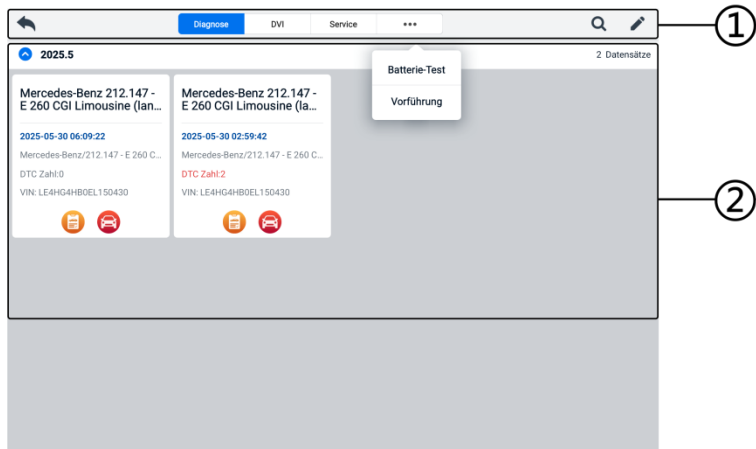 Diagnose DVI Service •••
①
2025.5 2 Datensätze
Batterie-Test
Vorführung
Mercedes-Benz 212.147 -
E 260 CGI Limousine (lan...
2025-05-30 06:09:22
Mercedes-Benz/212.147 - E 260 C...
DTC Zahl:0
VIN: LE4HG4HB0EL150430
Mercedes-Benz 212.147 -
E 260 CGI Limousine (la...
2025-05-30 02:59:42
Mercedes-Benz/212.147 - E 260 C...
DTC Zahl:2
VIN: LE4HG4HB0EL150430
②